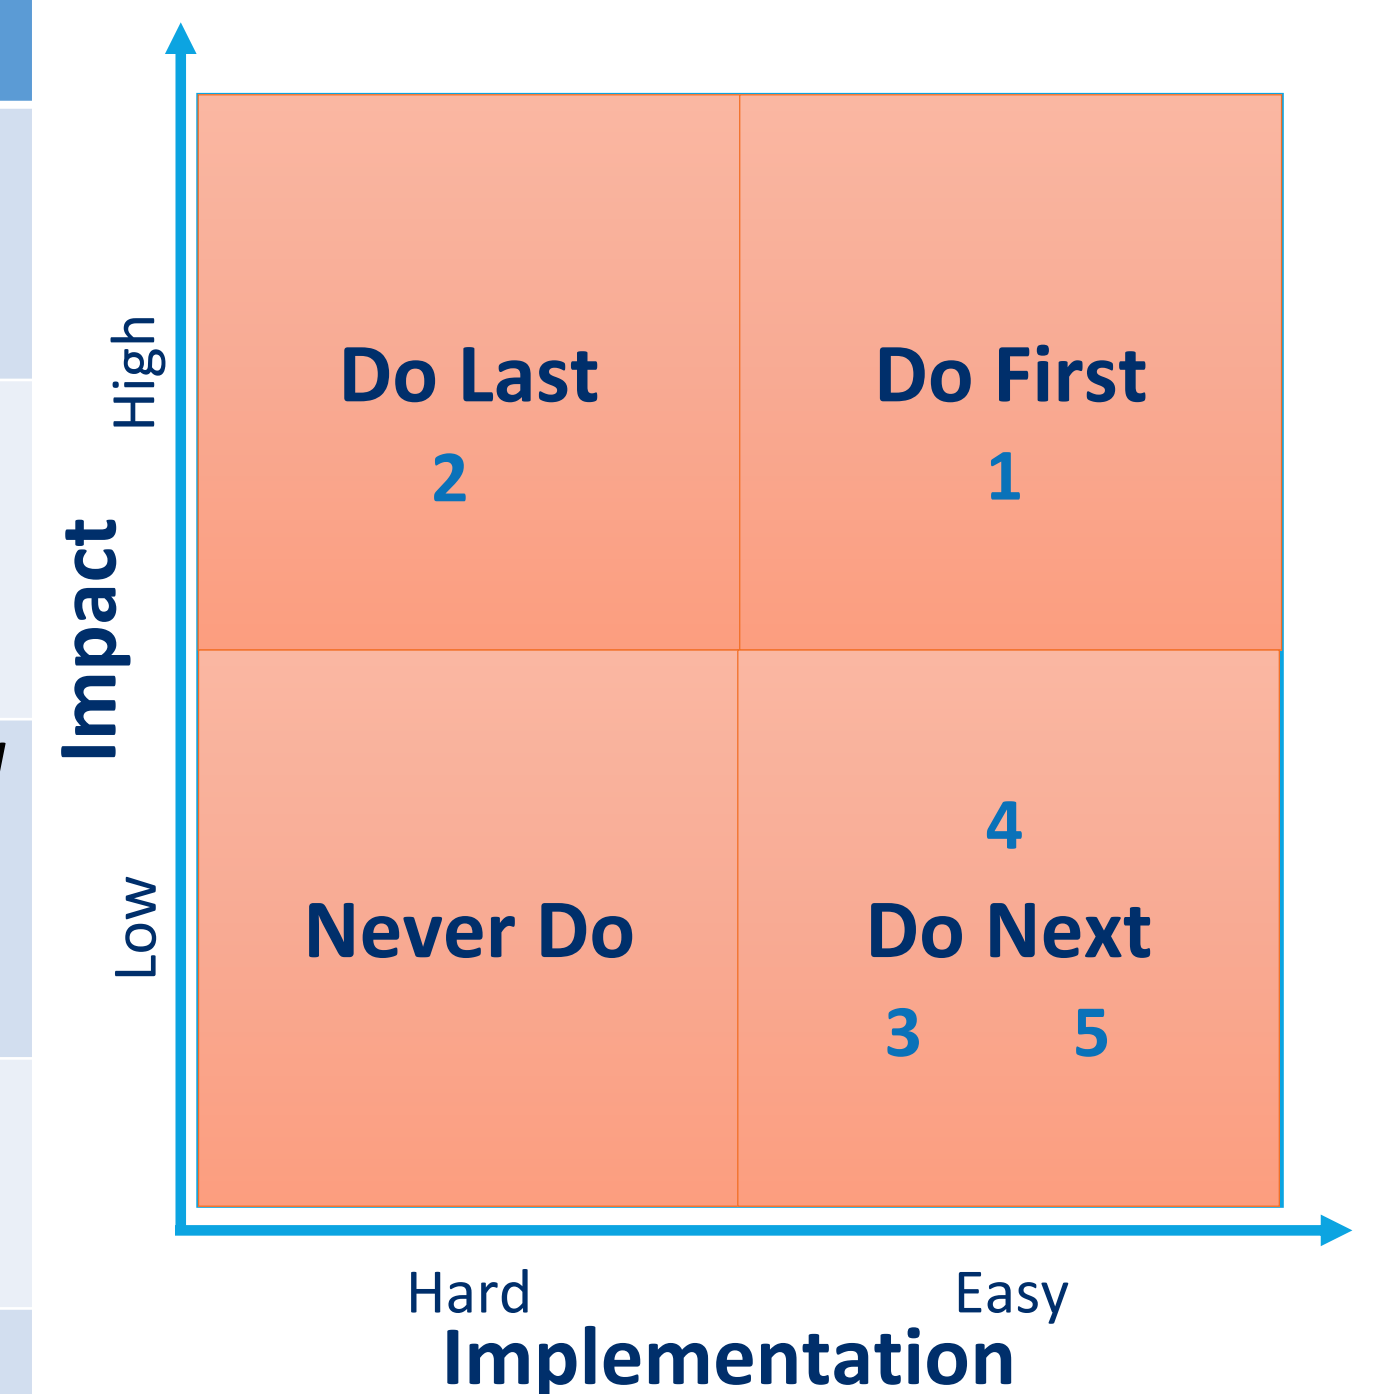 High
Impact
Low
Do Last
2
Do First
1
Never Do
4
Do Next
3 5
Hard
Easy
Implementation